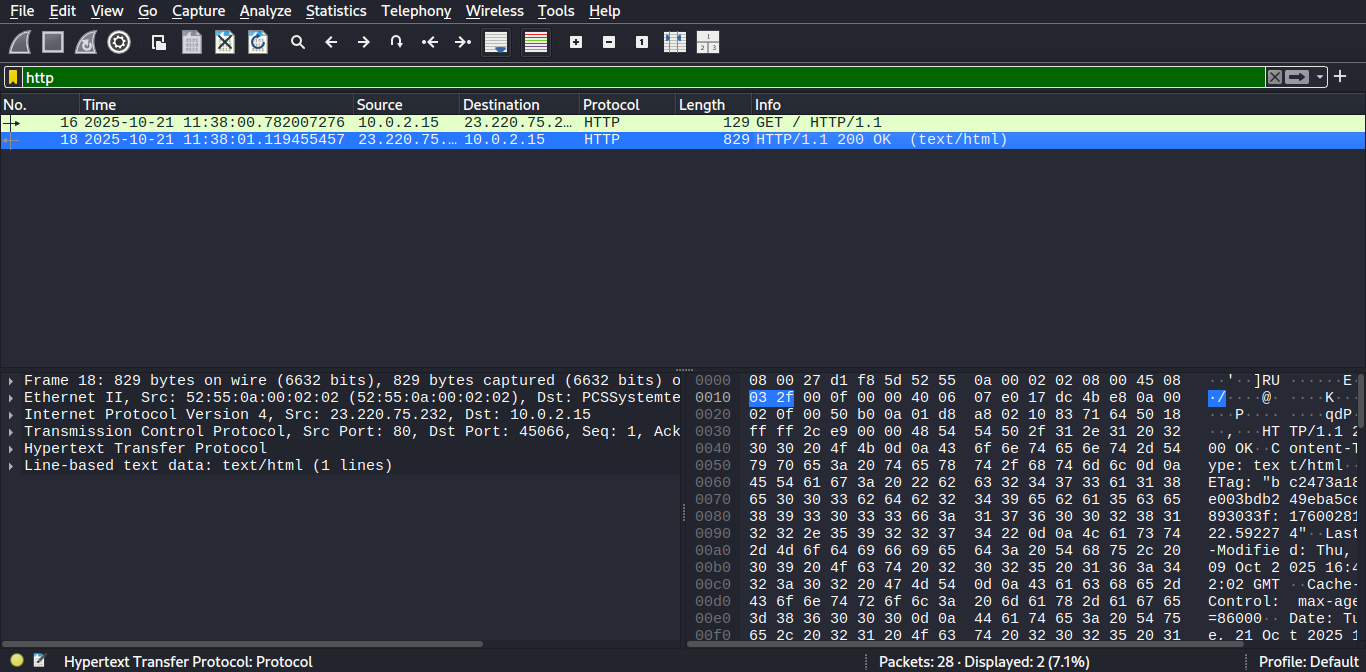 File Edit View Go Capture Analyze Statistics Telephony Wireless Tools Help
http
No. Time Source Destination Protocol Length Info
16 2025-10-21 11:38:00.782007276 10.0.2.15 23.220.75.2… HTTP 129 GET / HTTP/1.1
18 2025-10-21 11:38:01.119455457 23.220.75.… 10.0.2.15 HTTP 829 HTTP/1.1 200 OK (text/html)
Frame 18: 829 bytes on wire (6632 bits), 829 bytes captured (6632 bits) o
Ethernet II, Src: 52:55:0a:00:02:02 (52:55:0a:00:02:02), Dst: PCSSystemte
Internet Protocol Version 4, Src: 23.220.75.232, Dst: 10.0.2.15
Transmission Control Protocol, Src Port: 80, Dst Port: 45066, Seq: 1, Ack
Hypertext Transfer Protocol
Line-based text data: text/html (1 lines)
0000 08 00 27 d1 f8 5d 52 55 0a 00 02 02 08 00 45 08 ··'··]RU ······E·
0010 03 2f 00 0f 00 00 40 06 07 e0 17 dc 4b e8 0a 00 ·/····@· ····K···
0020 02 0f 00 50 b0 0a 01 d8 a8 02 10 83 71 64 50 18 ···P···· ····qdP·
0030 ff ff 2c e9 00 00 48 54 54 50 2f 31 2e 31 20 32 ··,···HT TP/1.1 2
0040 30 30 20 4f 4b 0d 0a 43 6f 6e 74 65 6e 74 2d 54 00 OK··C ontent-T
0050 79 70 65 3a 20 74 65 78 74 2f 68 74 6d 6c 0d 0a ype: tex t/html··
0060 45 54 61 67 3a 20 22 62 63 32 34 37 33 61 31 38 ETag: "b c2473a18
0070 65 30 30 33 62 64 62 32 34 39 65 62 61 35 63 65 e003bdb2 49eba5ce
0080 38 39 33 30 33 33 66 3a 31 37 36 30 30 32 38 31 893033f: 17600281
0090 32 32 2e 35 39 32 32 37 34 22 0d 0a 4c 61 73 74 22.59227 4"··Last
00a0 2d 4d 6f 64 69 66 69 65 64 3a 20 54 68 75 2c 20 -Modifie d: Thu,
00b0 30 39 20 4f 63 74 20 32 30 32 35 20 31 36 3a 34 09 Oct 2 025 16:4
00c0 32 3a 30 32 20 47 4d 54 0d 0a 43 61 63 68 65 2d 2:02 GMT ··Cache-
00d0 43 6f 6e 74 72 6f 6c 3a 20 6d 61 78 2d 61 67 65 Control: max-age
00e0 3d 38 36 30 30 30 0d 0a 44 61 74 65 3a 20 54 75 =86000·· Date: Tu
00f0 65 2c 20 32 31 20 4f 63 74 20 32 30 32 35 20 31 e, 21 Oc t 2025 1
Hypertext Transfer Protocol: Protocol Packets: 28 · Displayed: 2 (7.1%) Profile: Default